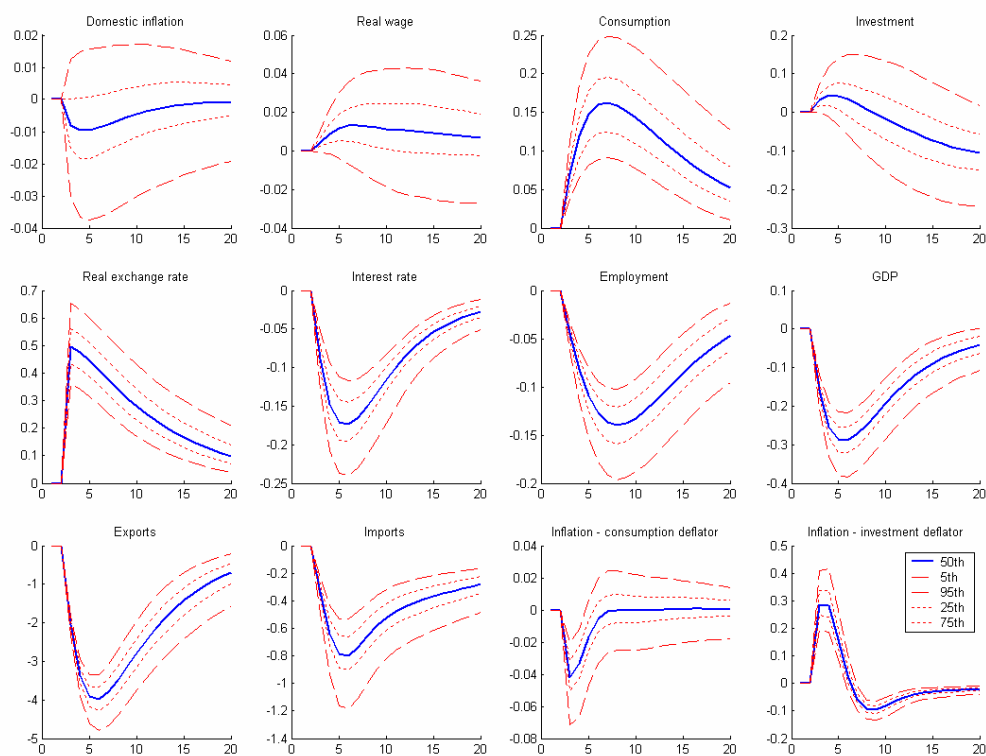 Domestic inflation
0.02
0.01
0
-0.01
-0.02
-0.03
-0.04
0 5 10 15 20
Real wage
0.06
0.04
0.02
0
-0.02
-0.04
0 5 10 15 20
Consumption
0.25
0.2
0.15
0.1
0.05
0
0 5 10 15 20
Investment
0.2
0.1
0
-0.1
-0.2
-0.3
0 5 10 15 20
Real exchange rate
0.7
0.6
0.5
0.4
0.3
0.2
0.1
0
0 5 10 15 20
Interest rate
0
-0.05
-0.1
-0.15
-0.2
-0.25
0 5 10 15 20
Employment
0
-0.05
-0.1
-0.15
-0.2
0 5 10 15 20
GDP
0.1
0
-0.1
-0.2
-0.3
-0.4
0 5 10 15 20
Exports
0
-1
-2
-3
-4
-5
0 5 10 15 20
Imports
0
-0.2
-0.4
-0.6
-0.8
-1
-1.2
-1.4
0 5 10 15 20
Inflation - consumption deflator
0.04
0.02
0
-0.02
-0.04
-0.06
-0.08
0 5 10 15 20
Inflation - investment deflator
0.5
0.4
0.3
0.2
0.1
0
-0.1
-0.2
0 5 10 15 20
50th
5th
95th
25th
75th